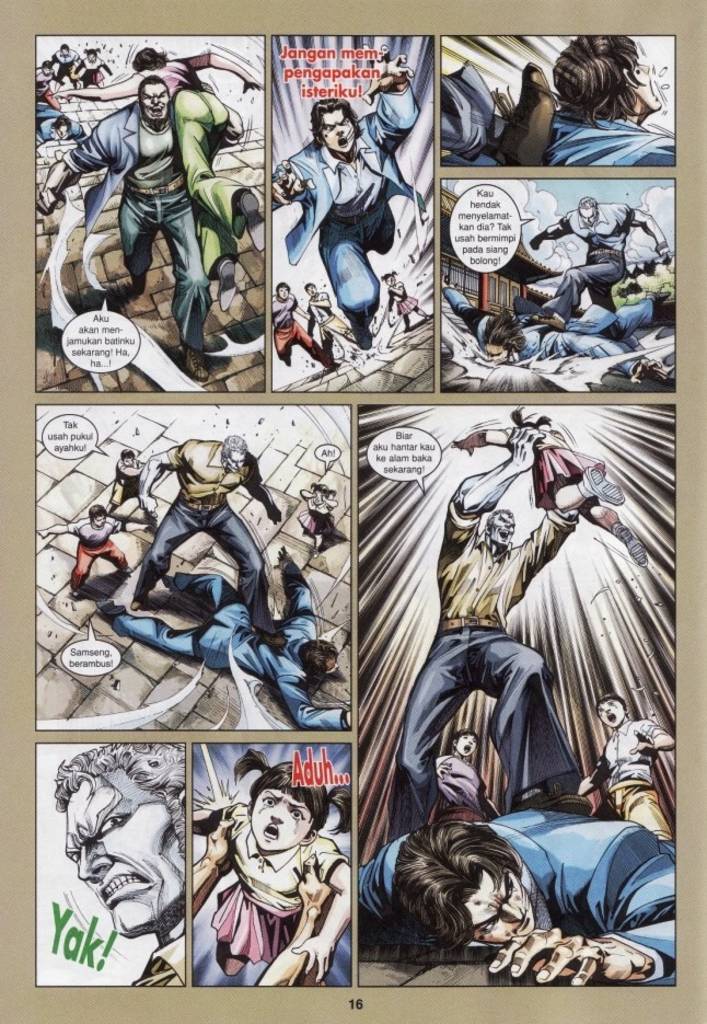 Aku
akan men-
jamukan batinku
sekarang! Ha,
ha...!
Jangan mem-
pengapakan
isteriku!
Kau
hendak
menyelamat-
kan dia? Tak
usah bermimpi
pada siang
bolong!
Tak
usah pukul
ayahku!
Ah!
Samseng,
berambus!
Biar
aku hantar kau
ke alam baka
sekarang!
Yak!
Aduh...
16